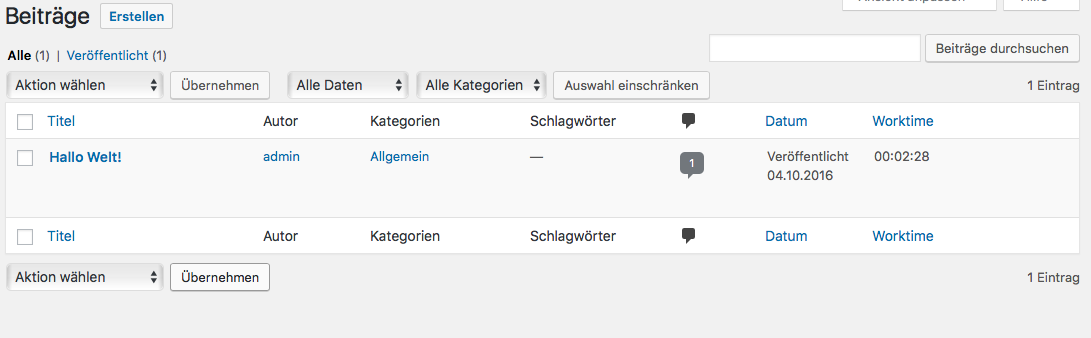 Beiträge Erstellen
Alle (1) | Veröffentlicht (1)
Beiträge durchsuchen
Aktion wählen Übernehmen Alle Daten Alle Kategorien Auswahl einschränken 1 Eintrag
Titel Autor Kategorien Schlagwörter Datum Worktime
Hallo Welt! admin Allgemein — 1 Veröffentlicht 00:02:28
04.10.2016
Titel Autor Kategorien Schlagwörter Datum Worktime
Aktion wählen Übernehmen 1 Eintrag